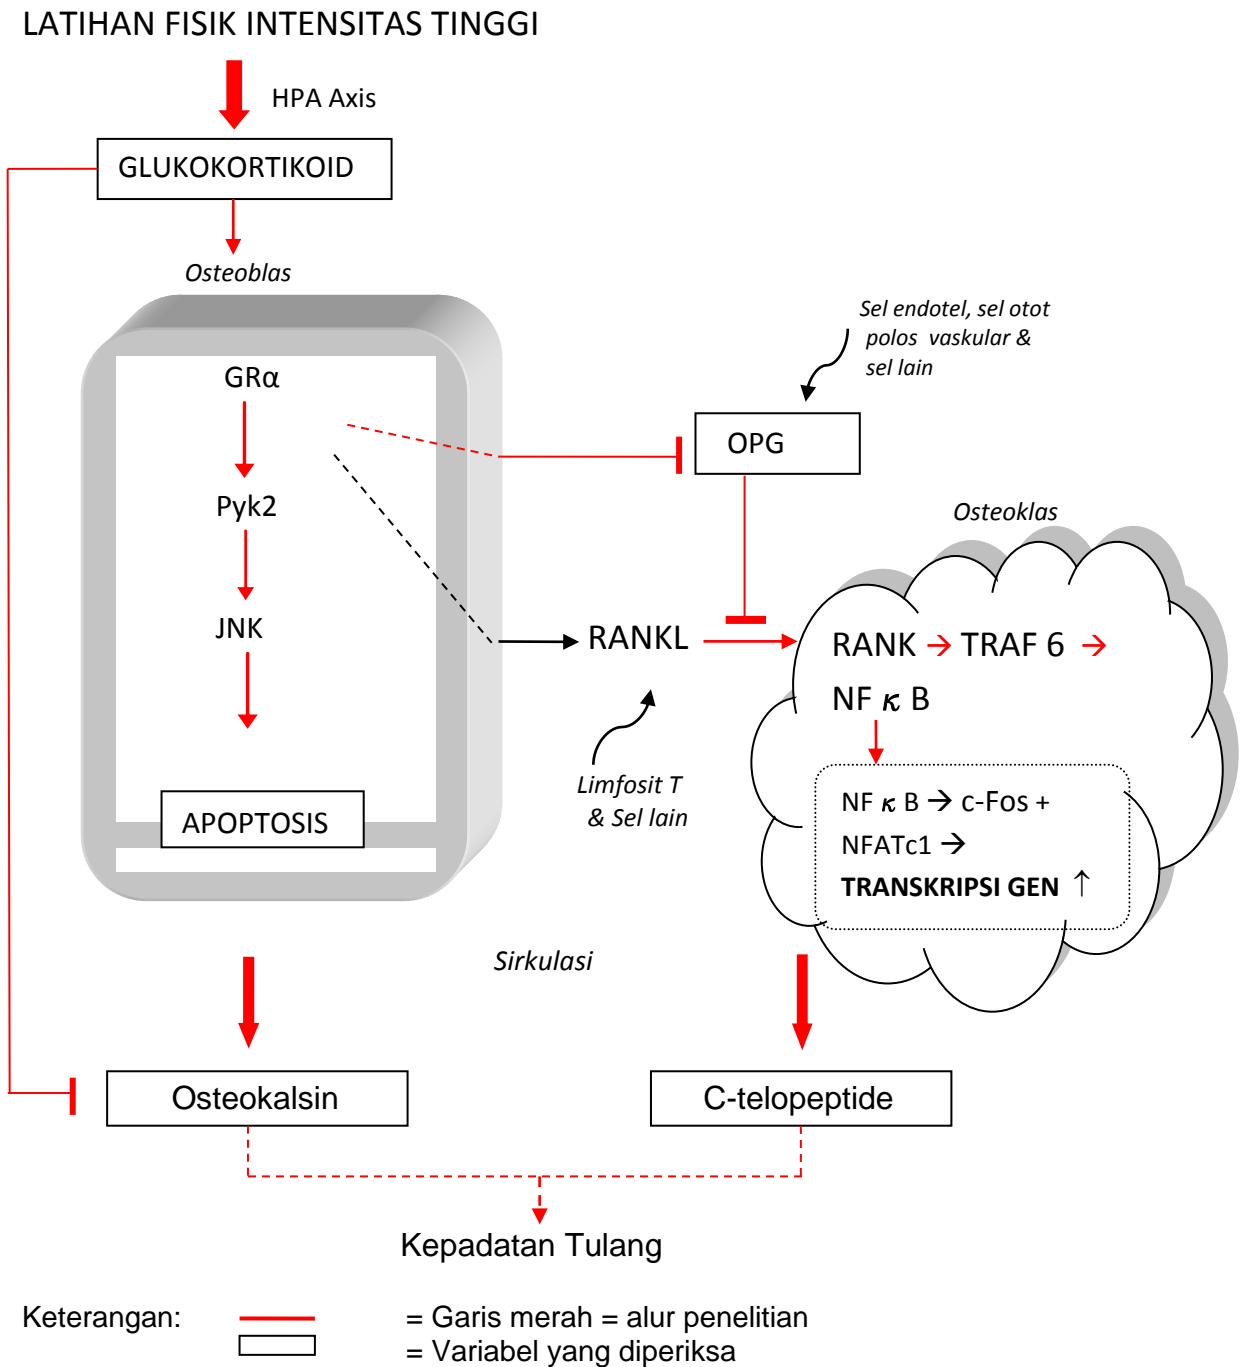 LATIHAN FISIK INTENSITAS TINGGI
HPA Axis
GLUKOKORTIKOID
Osteoblas
Sel endotel, sel otot
polos vaskular &
sel lain
GRα
OPG
Pyk2
Osteoklas
JNK
RANKL
RANK → TRAF 6 →
NF κ B
Limfosit T
& Sel lain
NF κ B → c-Fos +
NFATc1 →
TRANSKRIPSI GEN ↑
APOPTOSIS
Sirkulasi
Osteokalsin
C-telopeptide
Kepadatan Tulang
Keterangan:
= Garis merah = alur penelitian
= Variabel yang diperiksa